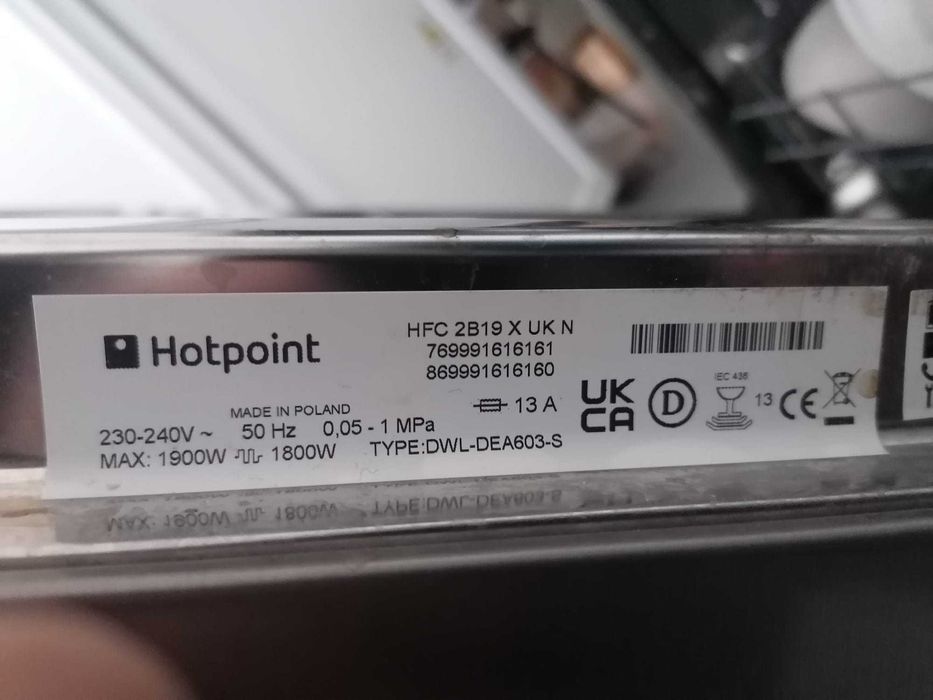 Hotpoint
HFC 2B19 X UK N
769991616161
869991616160
MADE IN POLAND
13 A
230-240V ~ 50 Hz 0,05 - 1 MPa
MAX: 1900W 1800W TYPE:DWL-DEA603-S
UK
CA
D
IEC 436
13
CE